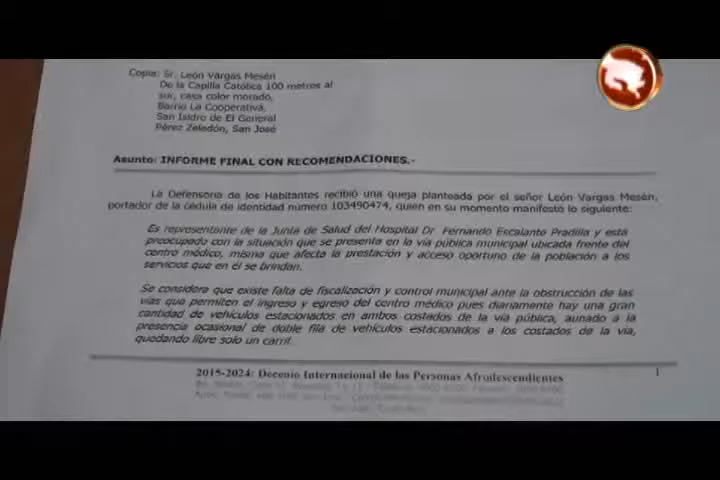 Copia: Sr. León Vargas Mesén
De la Capilla Católica 100 metros al
sur, casa color morado,
Barrio La Cooperativa,
San Isidro de El General
Pérez Zeledón, San José
Asunto: INFORME FINAL CON RECOMENDACIONES.-
La Defensoría de los Habitantes recibió una queja planteada por el señor León Vargas Mesén,
portador de la cédula de identidad número 103490474, quien en su momento manifestó lo siguiente:
Es representante de la Junta de Salud del Hospital Dr. Fernando Escalante Pradilla y está
preocupado con la situación que se presenta en la vía pública municipal ubicada frente del
centro médico, misma que afecta la prestación y acceso oportuno de la población a los
servicios que en él se brindan.
Se considera que existe falta de fiscalización y control municipal ante la obstrucción de las
vías que permiten el ingreso y egreso del centro médico pues diariamente hay una gran
cantidad de vehículos estacionados en ambos costados de la vía pública, aunado a la
presencia ocasional de doble fila de vehículos estacionados a los costados de la vía,
quedando libre solo un carril.
2015-2024: Decenio Internacional de las Personas Afrodescendientes
1